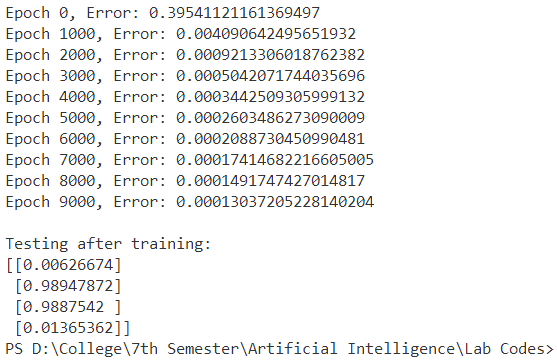 Epoch 0, Error: 0.39541121161369497
Epoch 1000, Error: 0.004090642495651932
Epoch 2000, Error: 0.0009213306018762382
Epoch 3000, Error: 0.0005042071744035696
Epoch 4000, Error: 0.0003442509305999132
Epoch 5000, Error: 0.0002603486273090009
Epoch 6000, Error: 0.0002088730450990481
Epoch 7000, Error: 0.00017414682216605005
Epoch 8000, Error: 0.0001491747427014817
Epoch 9000, Error: 0.00013037205228140204
Testing after training:
[[0.00626674]
 [0.98947872]
 [0.9887542 ]
 [0.01365362]]
PS D:\College\7th Semester\Artificial Intelligence\Lab Codes>